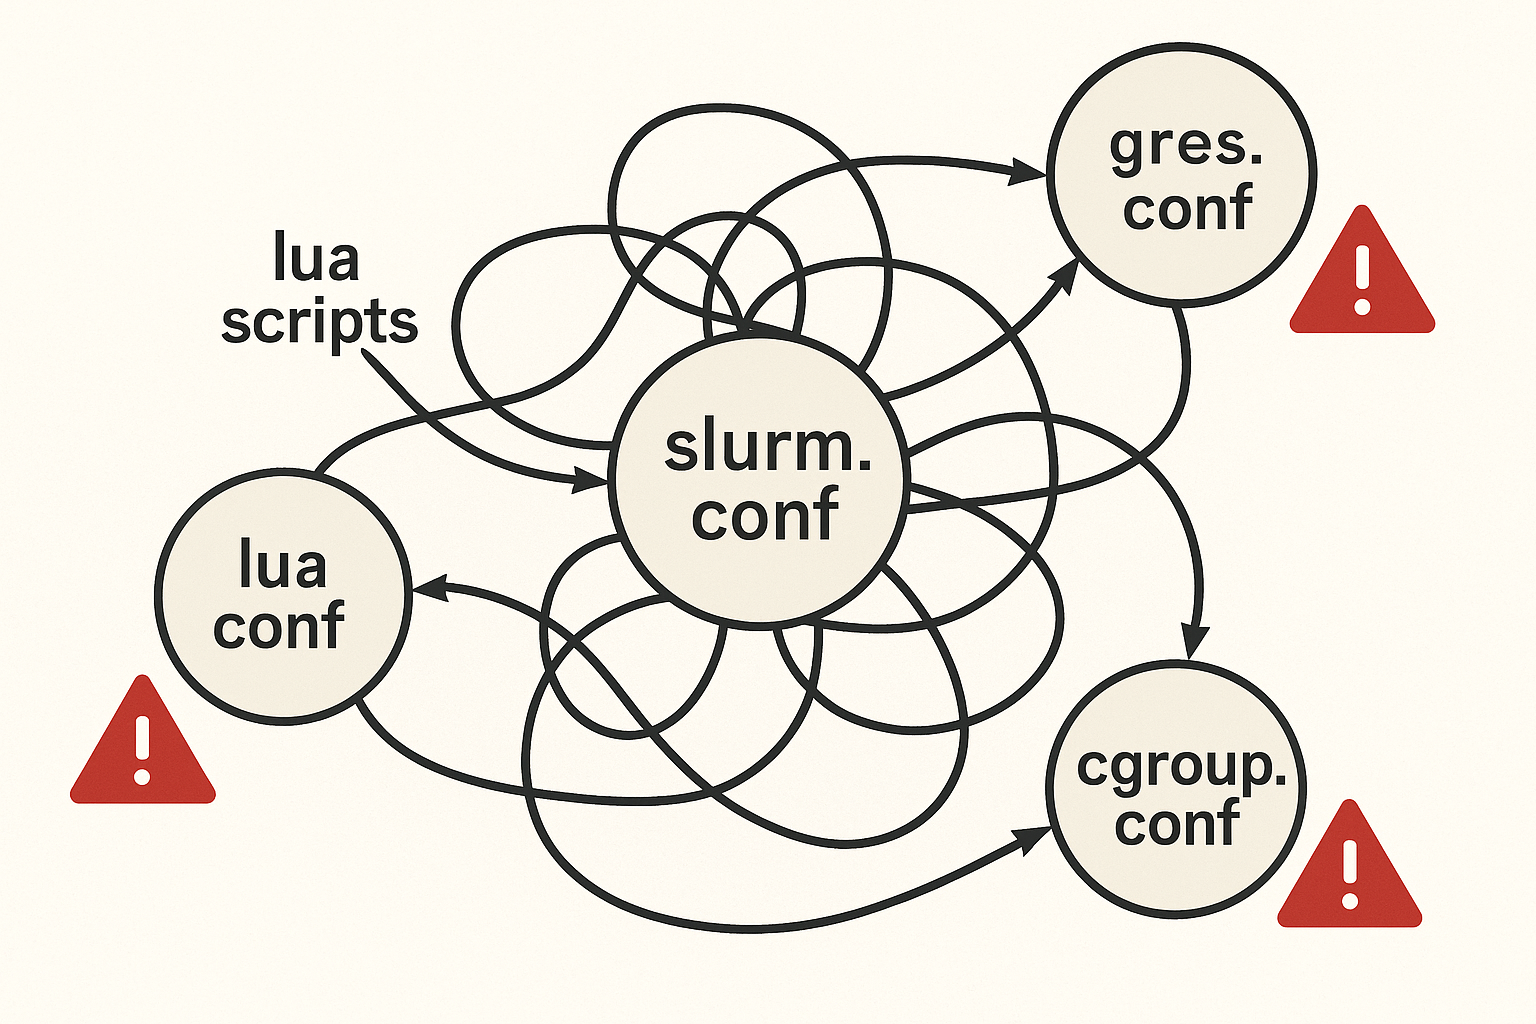 gres.
conf
lua
scripts
slurm.
conf
lua
conf
cgroup.
conf